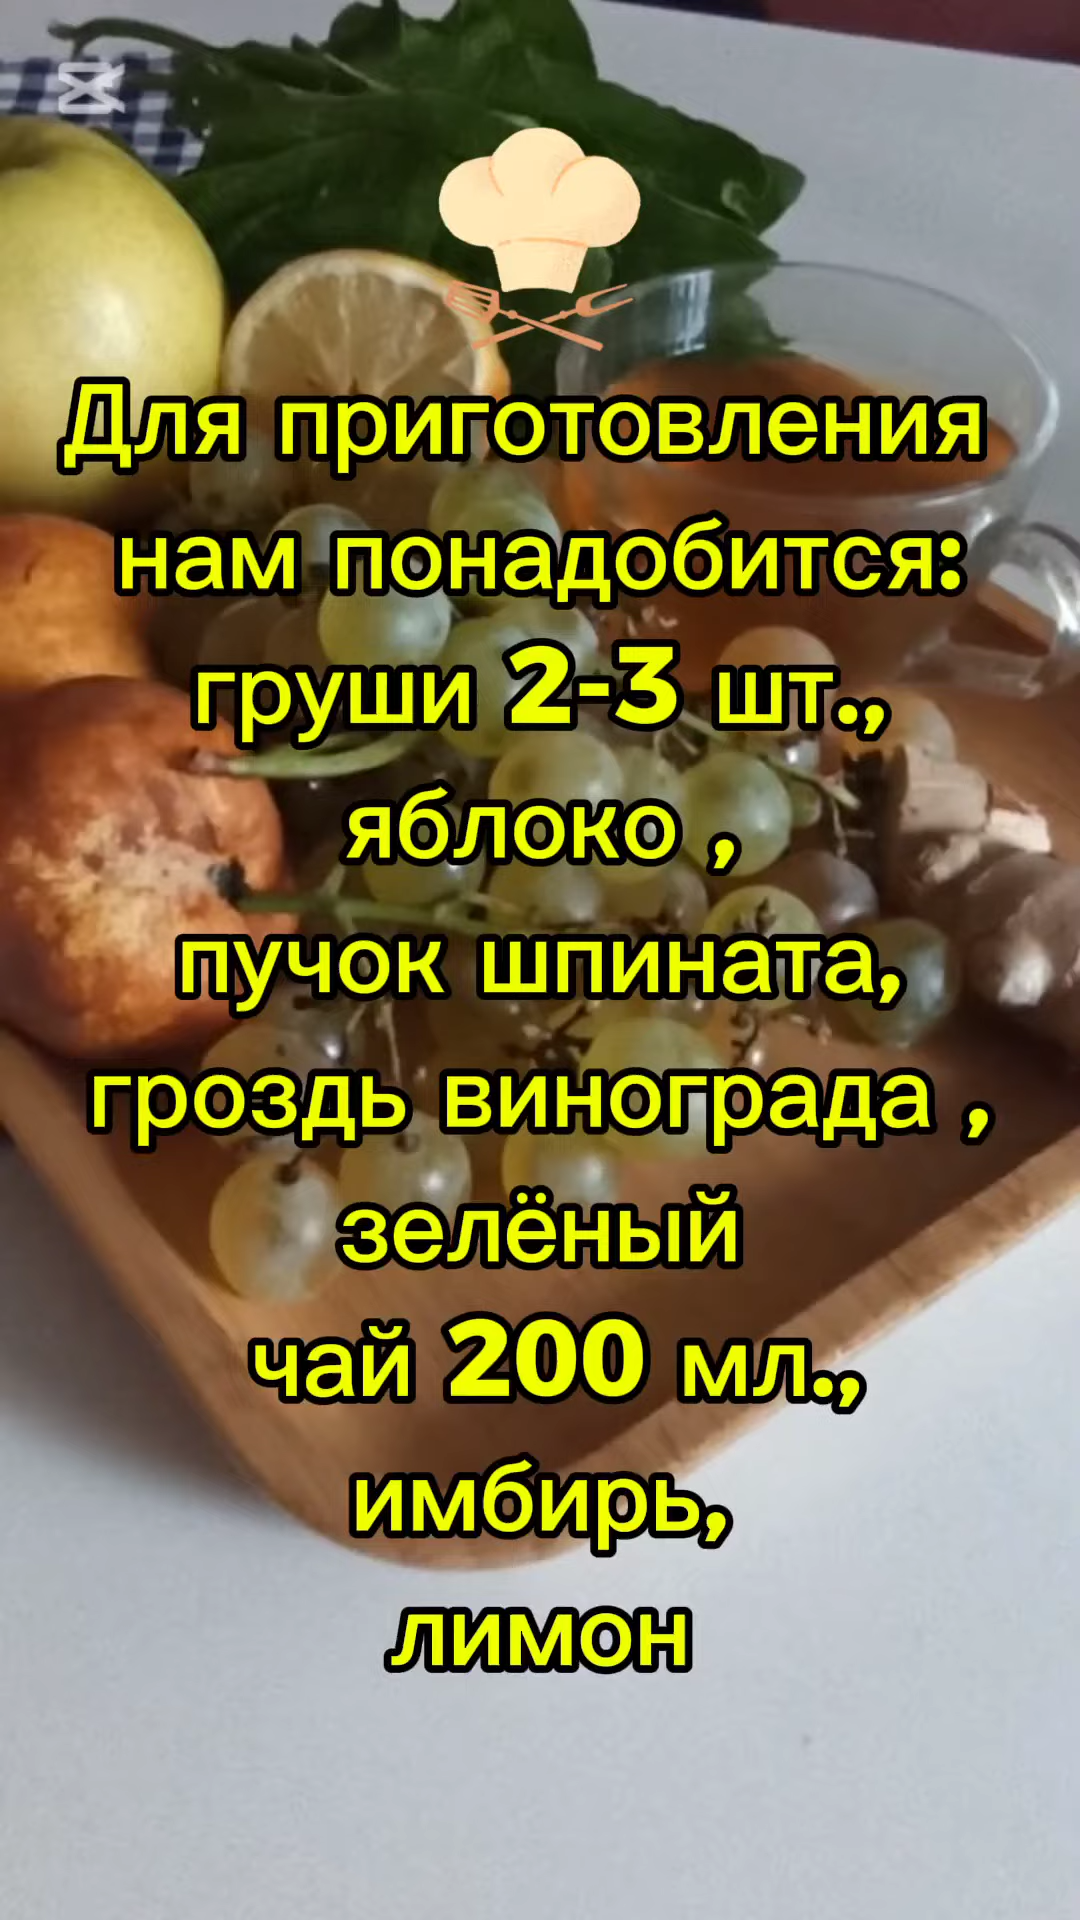 Для приготовления
нам понадобится:
груши 2-3 шт.,
яблоко ,
пучок шпината,
гроздь винограда ,
зелёный
чай 200 мл.,
имбирь,
лимон